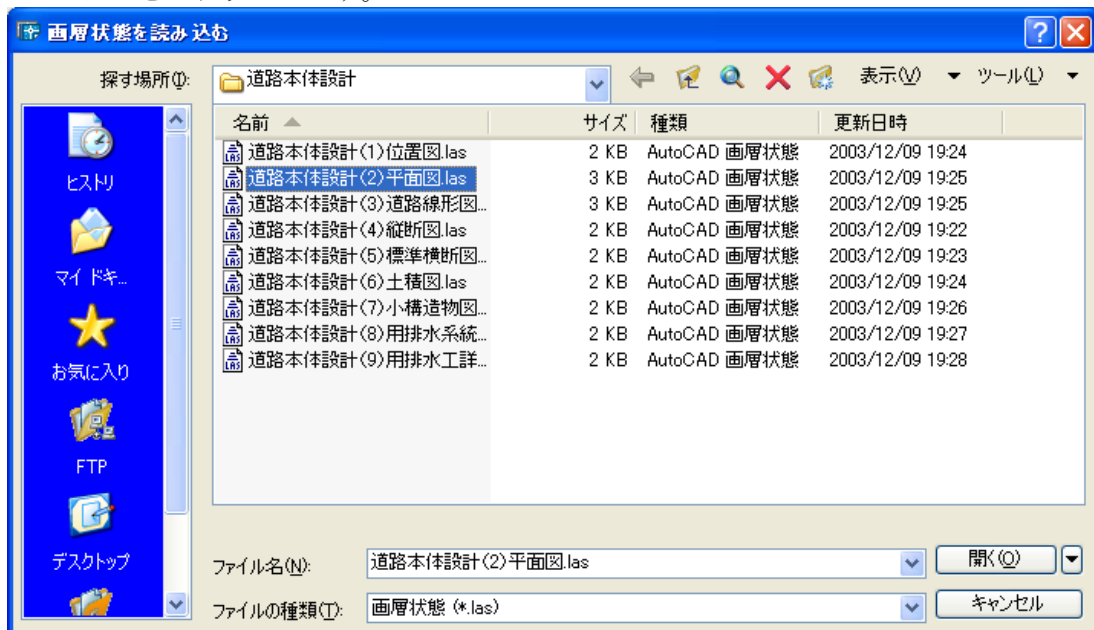 画層状態を読み込む
探す場所(I):
道路本体設計
表示(V)
ツール(L)
名前
サイズ
種類
更新日時
道路本体設計(1)位置図.las 2 KB AutoCAD 画層状態 2003/12/09 19:24
道路本体設計(2)平面図.las 3 KB AutoCAD 画層状態 2003/12/09 19:25
道路本体設計(3)道路線形図... 3 KB AutoCAD 画層状態 2003/12/09 19:25
道路本体設計(4)縦断図.las 2 KB AutoCAD 画層状態 2003/12/09 19:22
道路本体設計(5)標準横断図... 2 KB AutoCAD 画層状態 2003/12/09 19:23
道路本体設計(6)土積図.las 2 KB AutoCAD 画層状態 2003/12/09 19:24
道路本体設計(7)小構造物図... 2 KB AutoCAD 画層状態 2003/12/09 19:26
道路本体設計(8)用排水系統... 2 KB AutoCAD 画層状態 2003/12/09 19:27
道路本体設計(9)用排水工詳... 2 KB AutoCAD 画層状態 2003/12/09 19:28
ヒストリ
マイ ドキ...
お気に入り
FTP
デスクトップ
ファイル名(N):
道路本体設計(2)平面図.las
開く(O)
ファイルの種類(T):
画層状態 (*.las)
キャンセル